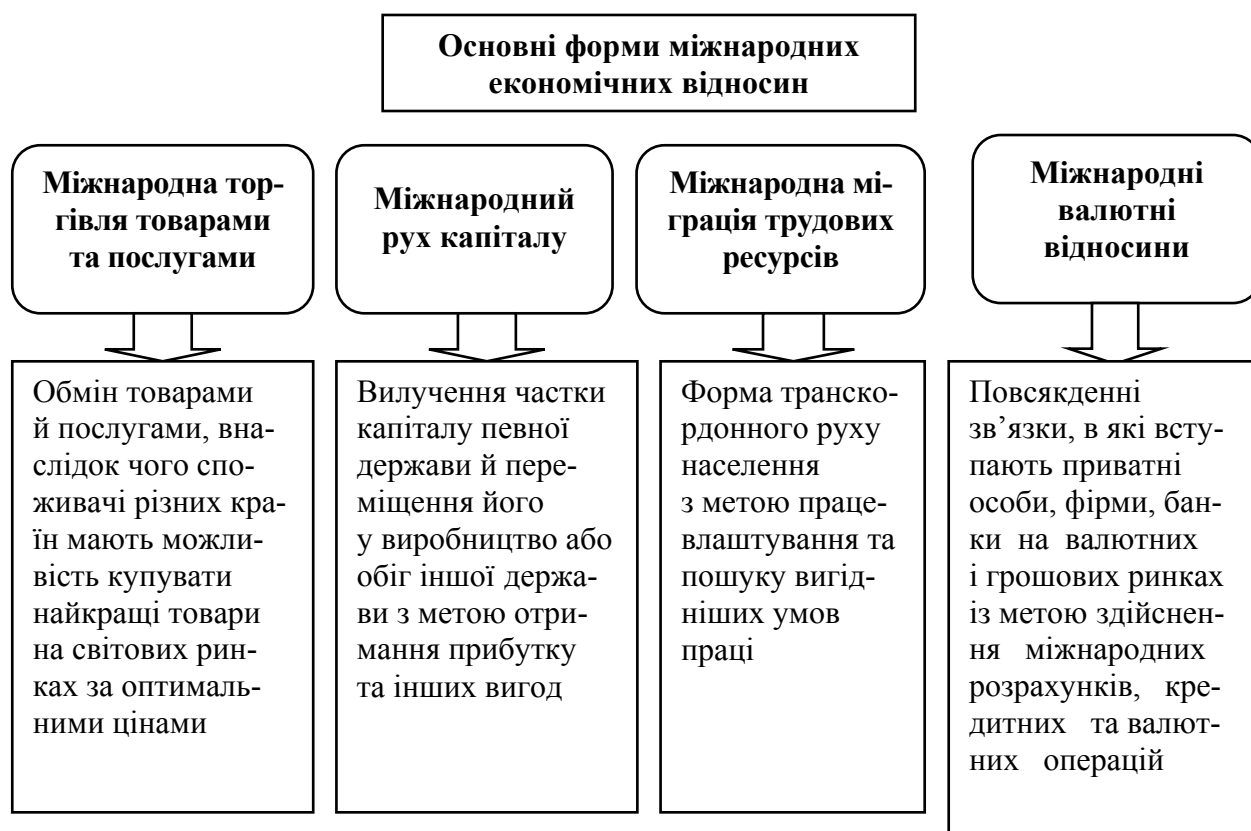 Основні форми міжнародних
економічних відносин
Міжнародна тор-
гівля товарами
та послугами
Міжнародний
рух капіталу
Міжнародна мі-
грація трудових
ресурсів
Міжнародні
валютні
відносини
Обмін товарами
й послугами, вна-
слідок чого спо-
живачі різних кра-
їн мають можли-
вість купувати
найкращі товари
на світових рин-
ках за оптималь-
ними цінами
Вилучення частки
капіталу певної
держави й пере-
міщення його
у виробництво або
обіг іншої держа-
ви з метою отри-
мання прибутку
та інших вигод
Форма транско-
рдонного руху
населення
з метою праце-
влаштування та
пошуку вигід-
ніших умов
праці
Повсякденні
зв’язки, в які всту-
пають приватні
особи, фірми, бан-
ки на валютних
і грошових ринках
із метою здійснен-
ня міжнародних
розрахунків, кре-
дитних та валют-
них операцій